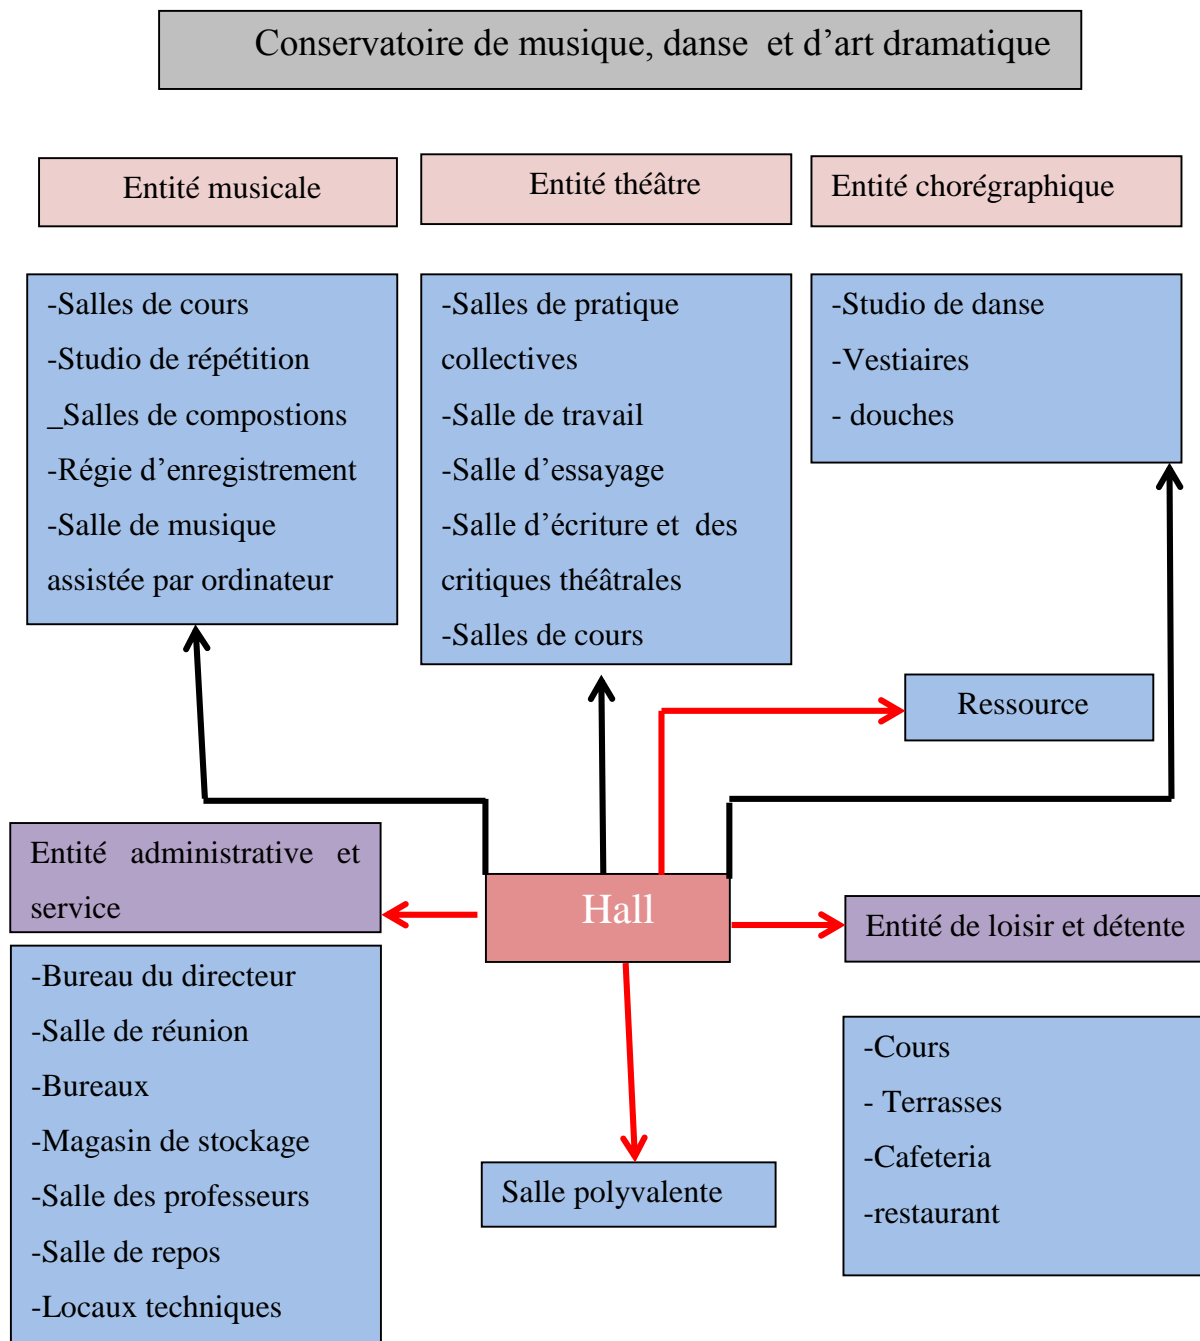 Conservatoire de musique, danse  et d’art dramatique
Entité musicale
Entité théâtre
Entité chorégraphique
-Salles de cours
-Studio de répétition
_Salles de compostions
-Régie d’enregistrement
-Salle de musique
assistée par ordinateur
-Salles de pratique
collectives
-Salle de travail
-Salle d’essayage
-Salle d’écriture et  des
critiques théâtrales
-Salles de cours
-Studio de danse
-Vestiaires
- douches
Ressource
Entité administrative et
service
Hall
Entité de loisir et détente
-Bureau du directeur
-Salle de réunion
-Bureaux
-Magasin de stockage
-Salle des professeurs
-Salle de repos
-Locaux techniques
Salle polyvalente
-Cours
- Terrasses
-Cafeteria
-restaurant